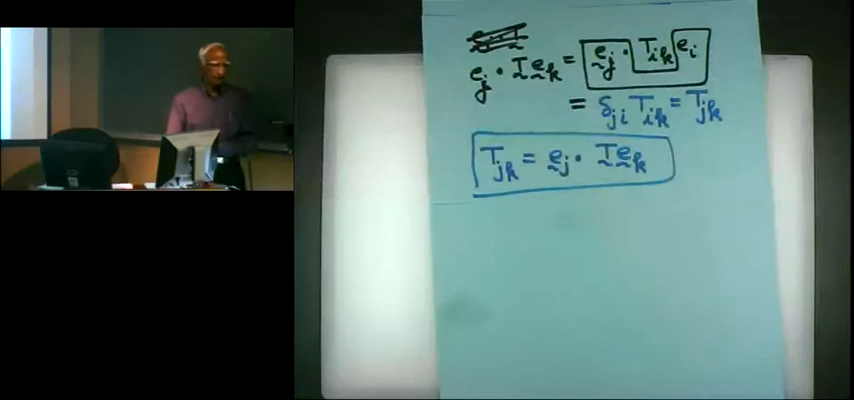 e_j · T e_k = e_j · T_ik e_i
= δ_ji T_ik = T_jk
T_jk = e_j · T e_k